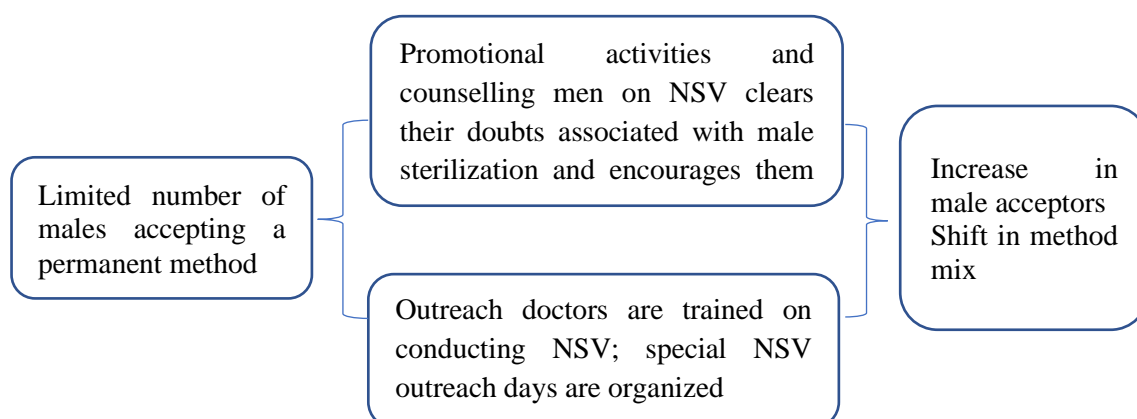 Limited number of
males accepting a
permanent method
Promotional activities and
counselling men on NSV clears
their doubts associated with male
sterilization and encourages them
Outreach doctors are trained on
conducting NSV; special NSV
outreach days are organized
Increase in
male acceptors
Shift in method
mix